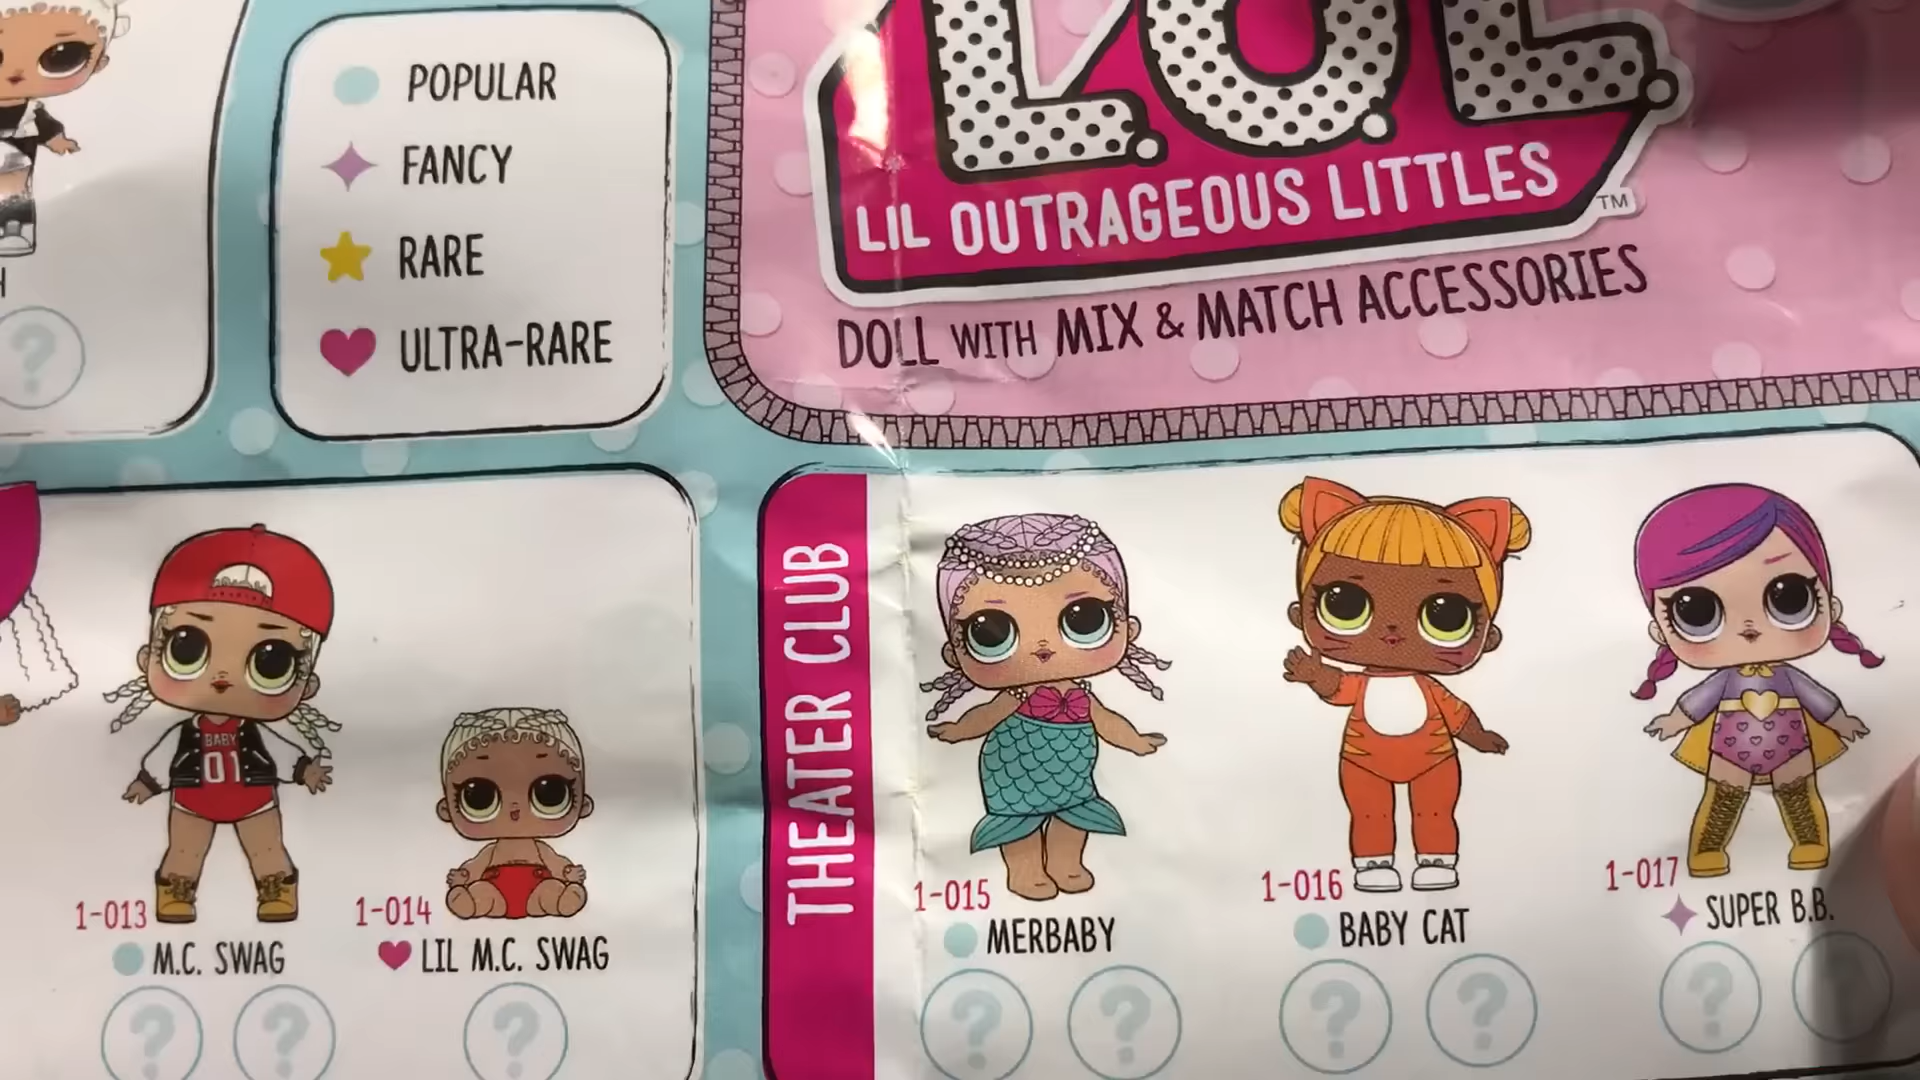 POPULAR
FANCY
RARE
ULTRA-RARE
L.O.L.
LIL OUTRAGEOUS LITTLES
TM
DOLL WITH MIX & MATCH ACCESSORIES
BABY
01
1-013
M.C. SWAG
1-014
LIL M.C. SWAG
THEATER CLUB
1-015
MERBABY
1-016
BABY CAT
1-017
SUPER B.B.